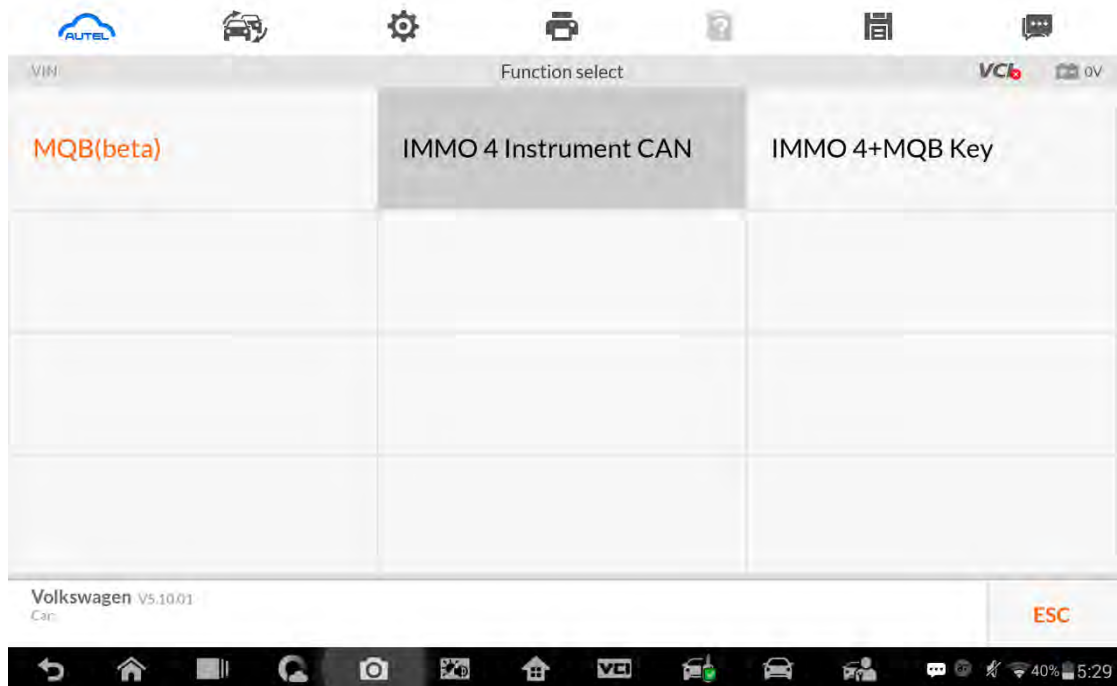 AUTEL
VIN Function select VCI 0V
MQB(beta) IMMO 4 Instrument CAN IMMO 4+MQB Key
Volkswagen V5.10.01
Car:
ESC
VCI 40% 5:29